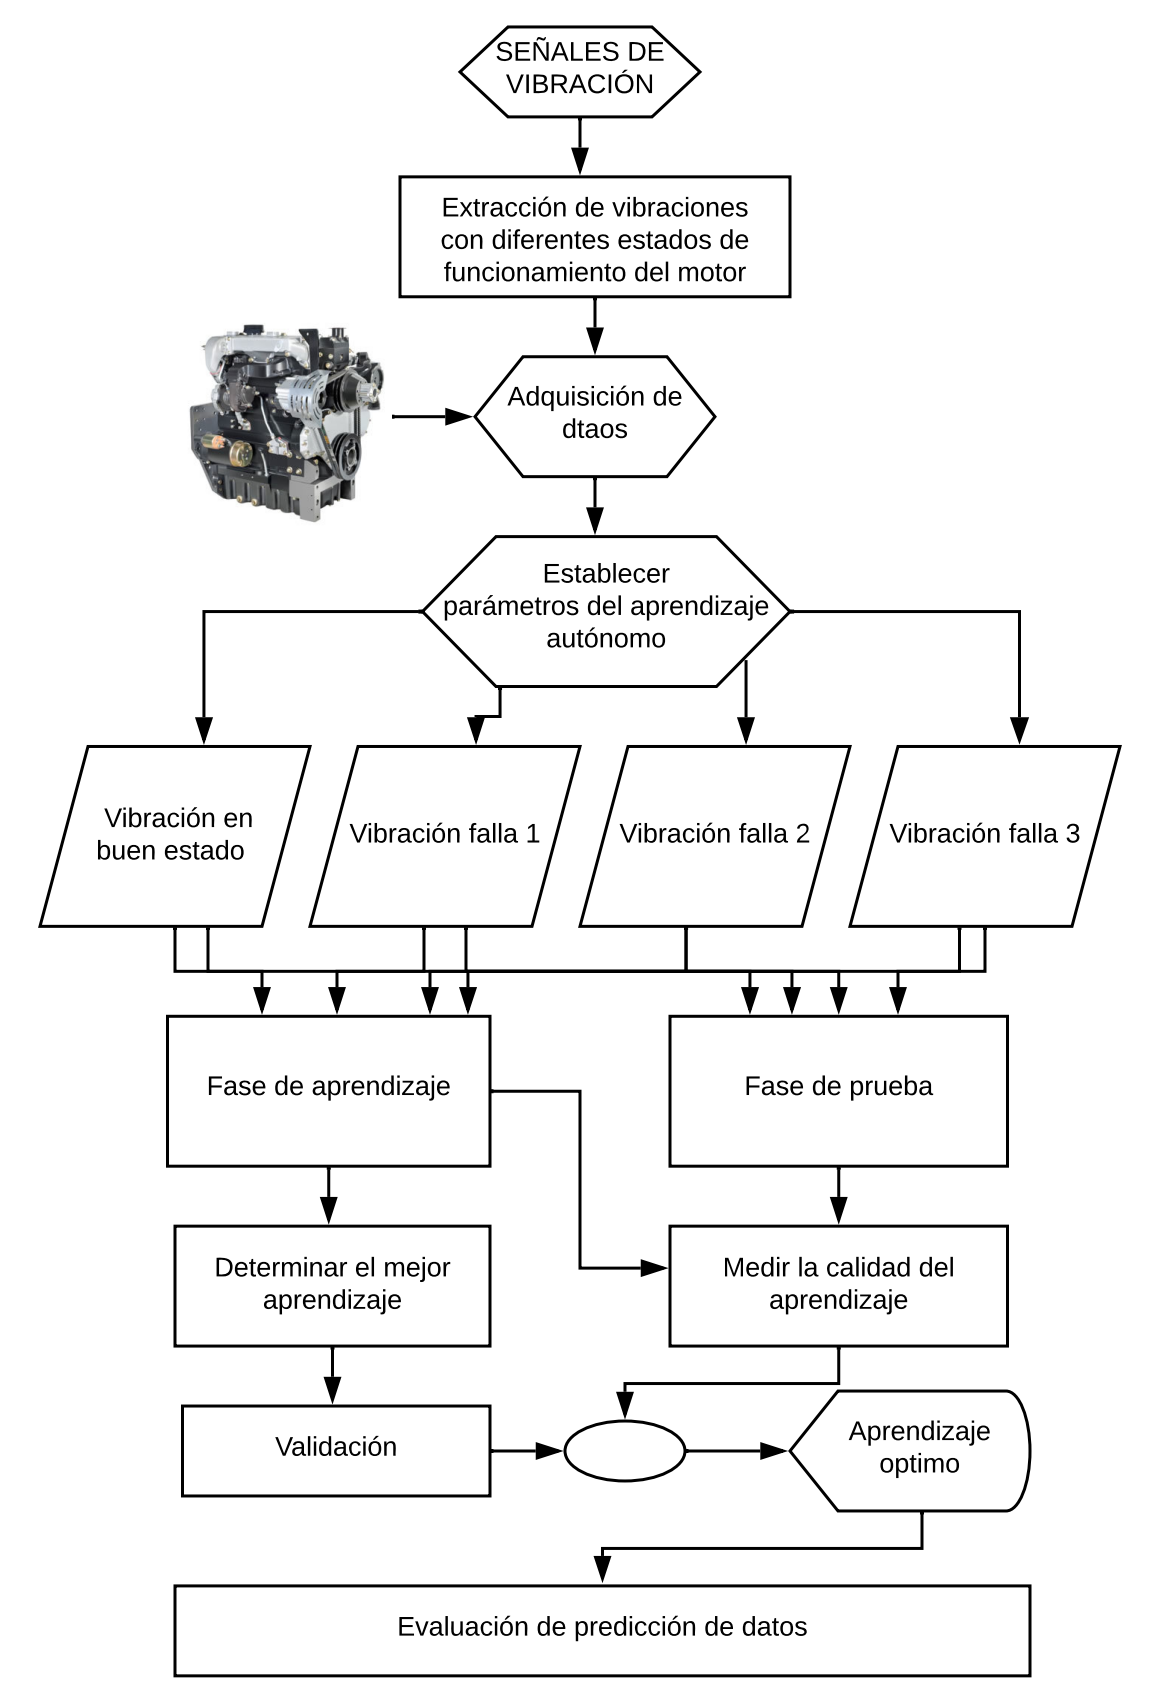 SEÑALES DE
VIBRACIÓN
Extracción de vibraciones
con diferentes estados de
funcionamiento del motor
Adquisición de
dtaos
Establecer
parámetros del aprendizaje
autónomo
Vibración en
buen estado
Vibración falla 1
Vibración falla 2
Vibración falla 3
Fase de aprendizaje
Fase de prueba
Determinar el mejor
aprendizaje
Medir la calidad del
aprendizaje
Validación
Aprendizaje
optimo
Evaluación de predicción de datos